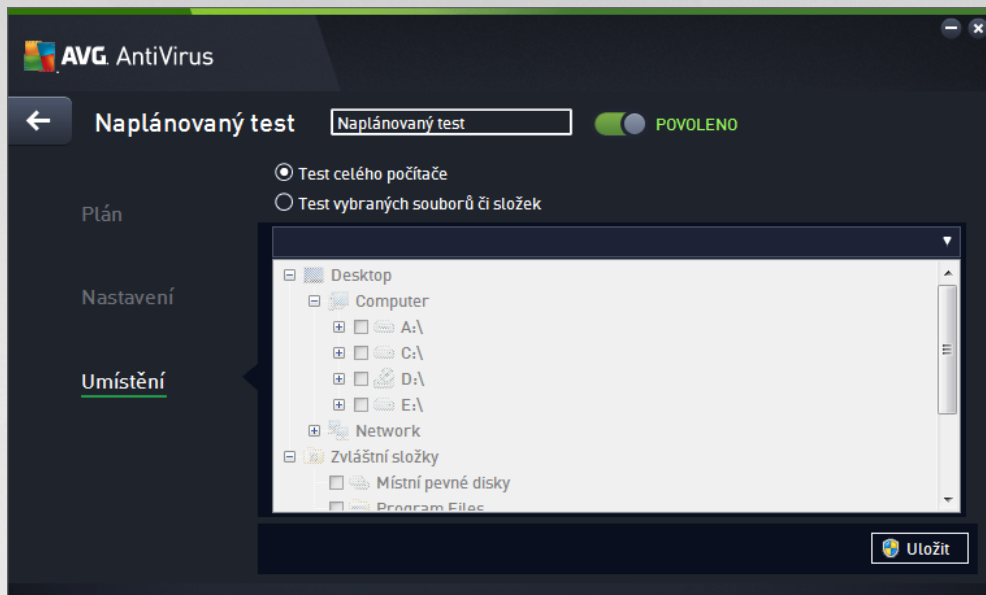 AVG. AntiVirus
Naplánovaný test
Naplánovaný test
POVOLENO
Test celého počítače
Test vybraných souborů či složek
Plán
Nastavení
Umístění
Desktop
Computer
A:\
C:\
D:\
E:\
Network
Zvláštní složky
Místní pevné disky
Program Files
Uložit